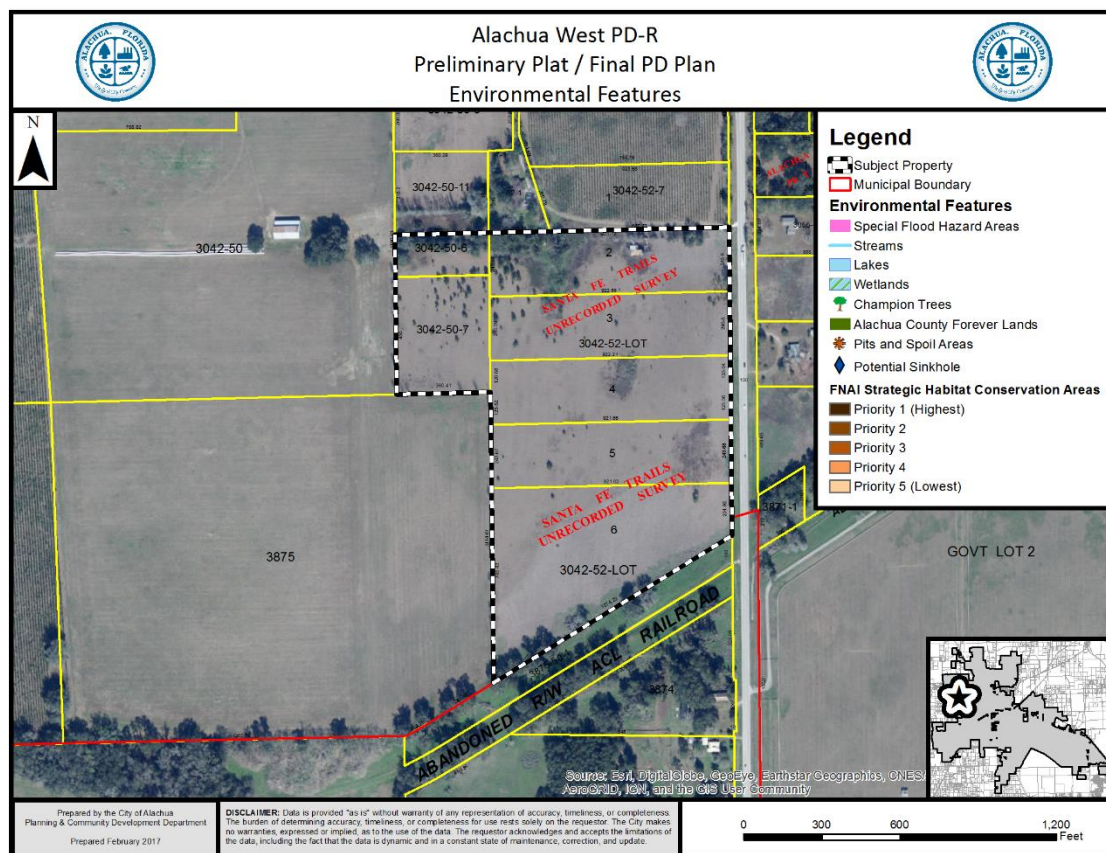 Alachua West PD-R
Preliminary Plat / Final PD Plan
Environmental Features
ALACHUA, FLORIDA
ALACHUA, FLORIDA
N
Legend
Subject Property
Municipal Boundary
Environmental Features
Special Flood Hazard Areas
Streams
Lakes
Wetlands
Champion Trees
Alachua County Forever Lands
Pits and Spoil Areas
Potential Sinkhole
FNAI Strategic Habitat Conservation Areas
Priority 1 (Highest)
Priority 2
Priority 3
Priority 4
Priority 5 (Lowest)
3042-50-11
1
3042-52-7
3042-50
3042-50-6
2
SANTA FE TRAILS
UNRECORDED SURVEY
3
3042-50-7
3042-52-LOT
4
5
SANTA FE TRAILS
UNRECORDED SURVEY
6
3871-1
3875
3042-52-LOT
GOVT LOT 2
3874
ABANDONED R/W ACL RAILROAD
Source: Esri, DigitalGlobe, GeoEye, Earthstar Geographics, CNES/
AeroGRID, IGN, and the GIS User Community
Prepared by the City of Alachua
Planning & Community Development Department
Prepared February 2017
DISCLAIMER: Data is provided "as is" without warranty of any representation of accuracy, timeliness, or completeness.
The burden of determining accuracy, timeliness, or completeness for use rests solely on the requestor. The City makes
no warranties, expressed or implied, as to the use of the data. The requestor acknowledges and accepts the limitations of
the data, including the fact that the data is dynamic and in a constant state of maintenance, correction, and update.
0 300 600 1,200
Feet